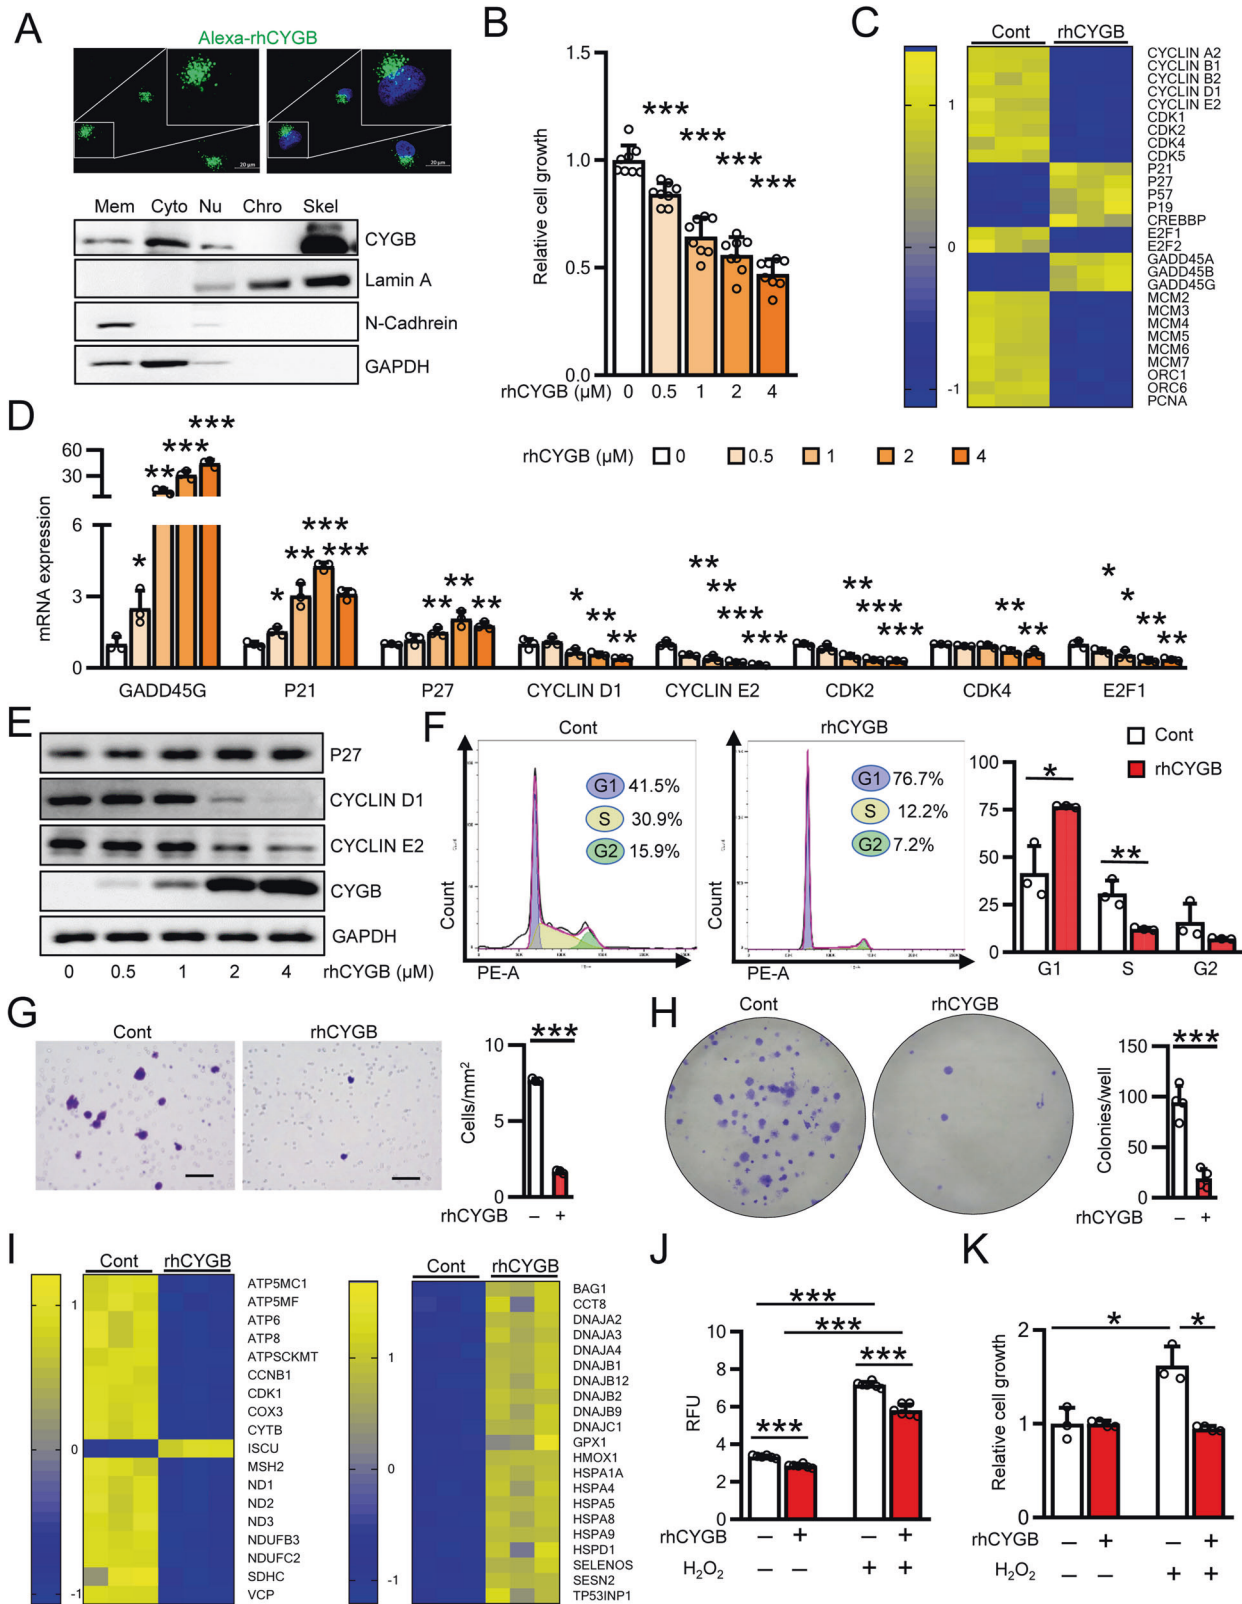 A
Alexa-rhCYGB
20 µm
20 µm
Mem Cyto Nu Chro Skel
CYGB
Lamin A
N-Cadhrein
GAPDH
B
Relative cell growth
1.5
1.0
0.5
0.0
***
***
***
***
rhCYGB (µM) 0 0.5 1 2 4
C
Cont rhCYGB
1
0
-1
CYCLIN A2
CYCLIN B1
CYCLIN B2
CYCLIN D1
CYCLIN E2
CDK1
CDK2
CDK4
CDK5
P21
P27
P57
P19
CREBBP
E2F1
E2F2
GADD45A
GADD45B
GADD45G
MCM2
MCM3
MCM4
MCM5
MCM6
MCM7
ORC1
ORC6
PCNA
D
rhCYGB (µM) 0 0.5 1 2 4
mRNA expression
60
30
6
3
0
* ** *** ***
* ** *** ***
** ** **
* ** **
** ** *** ***
** *** ***
** **
* * ** **
GADD45G P21 P27 CYCLIN D1 CYCLIN E2 CDK2 CDK4 E2F1
E
P27
CYCLIN D1
CYCLIN E2
CYGB
GAPDH
0 0.5 1 2 4 rhCYGB (µM)
F
Cont
Count
G1 41.5%
S 30.9%
G2 15.9%
PE-A
rhCYGB
Count
G1 76.7%
S 12.2%
G2 7.2%
PE-A
Cont
rhCYGB
100
75
50
25
0
*
**
G1 S G2
G
Cont rhCYGB
Cells/mm²
10
5
0
***
rhCYGB – +
H
Cont rhCYGB
Colonies/well
150
100
50
0
***
rhCYGB – +
I
Cont rhCYGB
1
0
-1
ATP5MC1
ATP5MF
ATP6
ATP8
ATPSCKMT
CCNB1
CDK1
COX3
CYTB
ISCU
MSH2
ND1
ND2
ND3
NDUFB3
NDUFC2
SDHC
VCP
Cont rhCYGB
1
0
-1
BAG1
CCT8
DNAJA2
DNAJA3
DNAJA4
DNAJB1
DNAJB12
DNAJB2
DNAJB9
DNAJC1
GPX1
HMOX1
HSPA1A
HSPA4
HSPA5
HSPA8
HSPA9
HSPD1
SELENOS
SESN2
TP53INP1
J
RFU
10
8
6
4
2
0
***
***
***
***
rhCYGB – + – +
H₂O₂ – – + +
K
Relative cell growth
2
1
0
*
*
rhCYGB – + – +
H₂O₂ – – + +